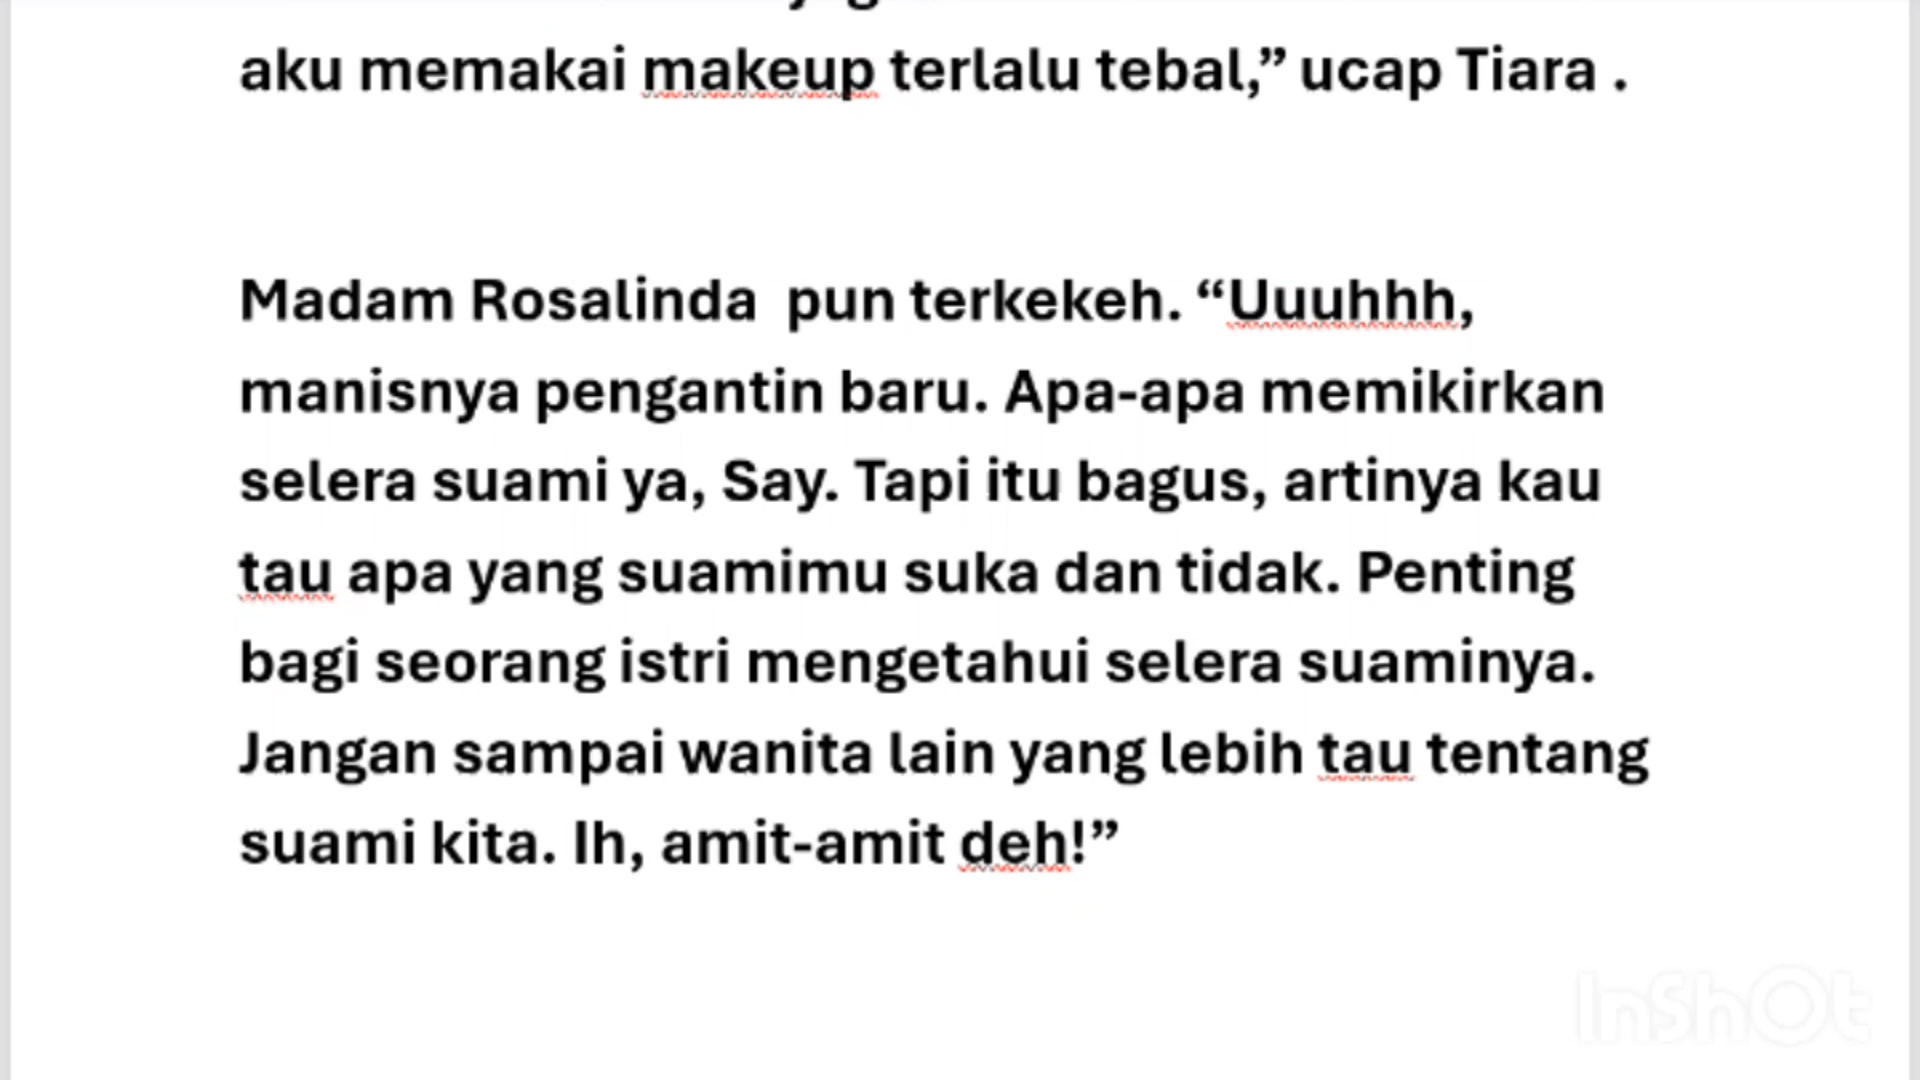 aku memakai makeup terlalu tebal,” ucap Tiara .
Madam Rosalinda  pun terkekeh. “Uuuhhh,
manisnya pengantin baru. Apa-apa memikirkan
selera suami ya, Say. Tapi itu bagus, artinya kau
tau apa yang suamimu suka dan tidak. Penting
bagi seorang istri mengetahui selera suaminya.
Jangan sampai wanita lain yang lebih tau tentang
suami kita. Ih, amit-amit deh!”
InShOt